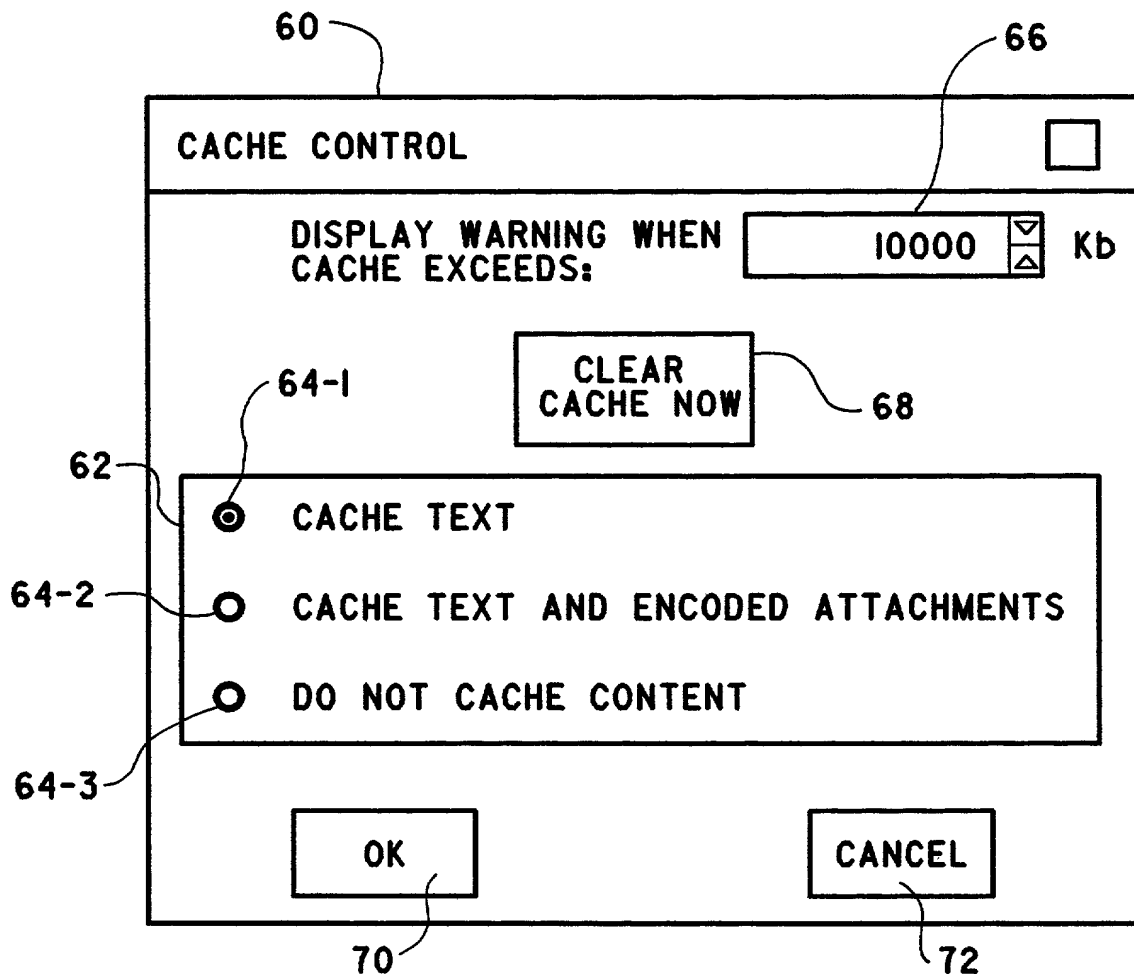 60
66
CACHE CONTROL
DISPLAY WARNING WHEN
CACHE EXCEEDS:
10000
Kb
CLEAR
CACHE NOW
64-1
68
62
CACHE TEXT
64-2
CACHE TEXT AND ENCODED ATTACHMENTS
DO NOT CACHE CONTENT
64-3
OK
CANCEL
70
72